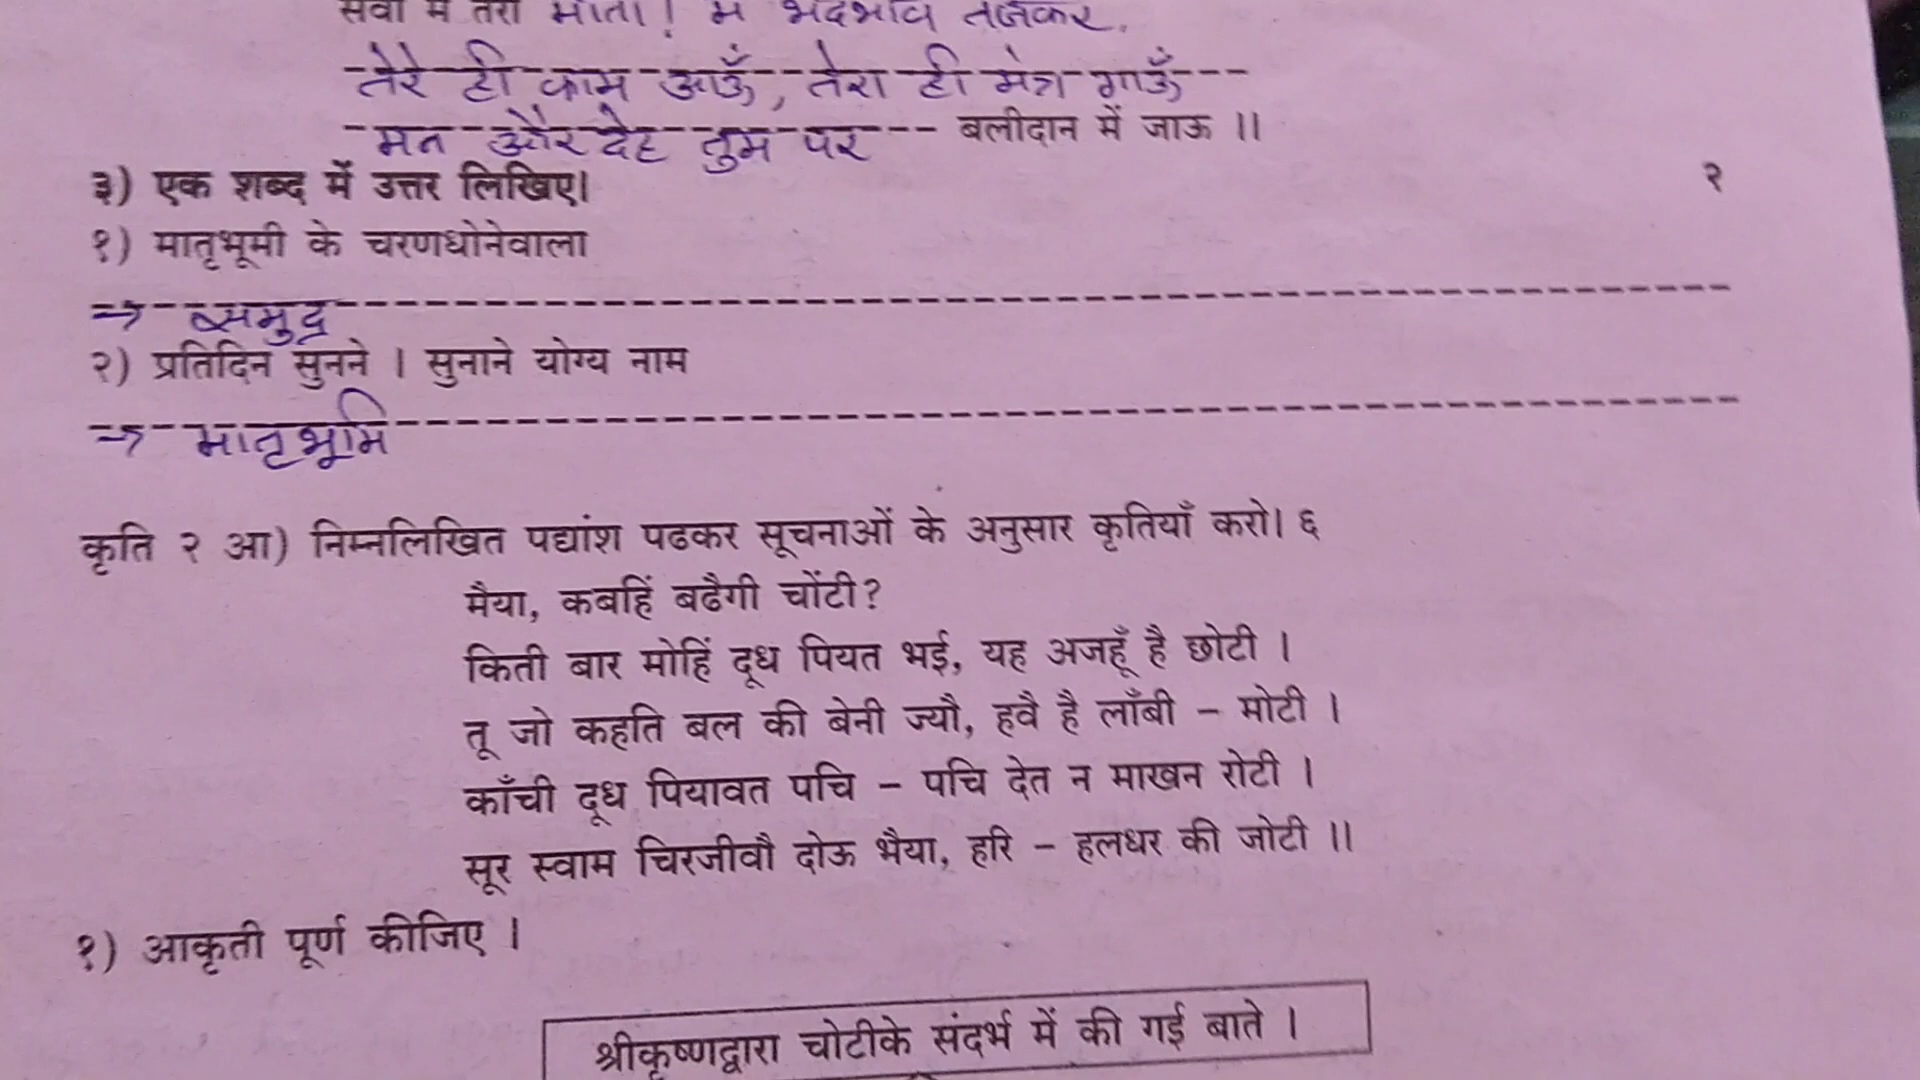 सेवा में तेरी माता! मैं भेदभाव तजकर,
तेरे ही काम आऊँ, तेरा ही मंत्र गाऊँ
मन और देह तुम पर बलीदान में जाऊ ॥
३) एक शब्द में उत्तर लिखिए। २
१) मातृभूमी के चरणधोनेवाला
→ समुद्र
२) प्रतिदिन सुनने । सुनाने योग्य नाम
→ मातृभूमि
कृति २ आ) निम्नलिखित पद्यांश पढकर सूचनाओं के अनुसार कृतियाँ करो। ६
मैया, कबहिं बढैगी चोंटी?
किती बार मोहिं दूध पियत भई, यह अजहूँ है छोटी ।
तू जो कहति बल की बेनी ज्यौ, हवै है लाँबी – मोटी ।
काँची दूध पियावत पचि – पचि देत न माखन रोटी ।
सूर स्वाम चिरजीवौ दोऊ भैया, हरि – हलधर की जोटी ॥
१) आकृती पूर्ण कीजिए ।
श्रीकृष्णद्वारा चोटीके संदर्भ में की गई बाते ।